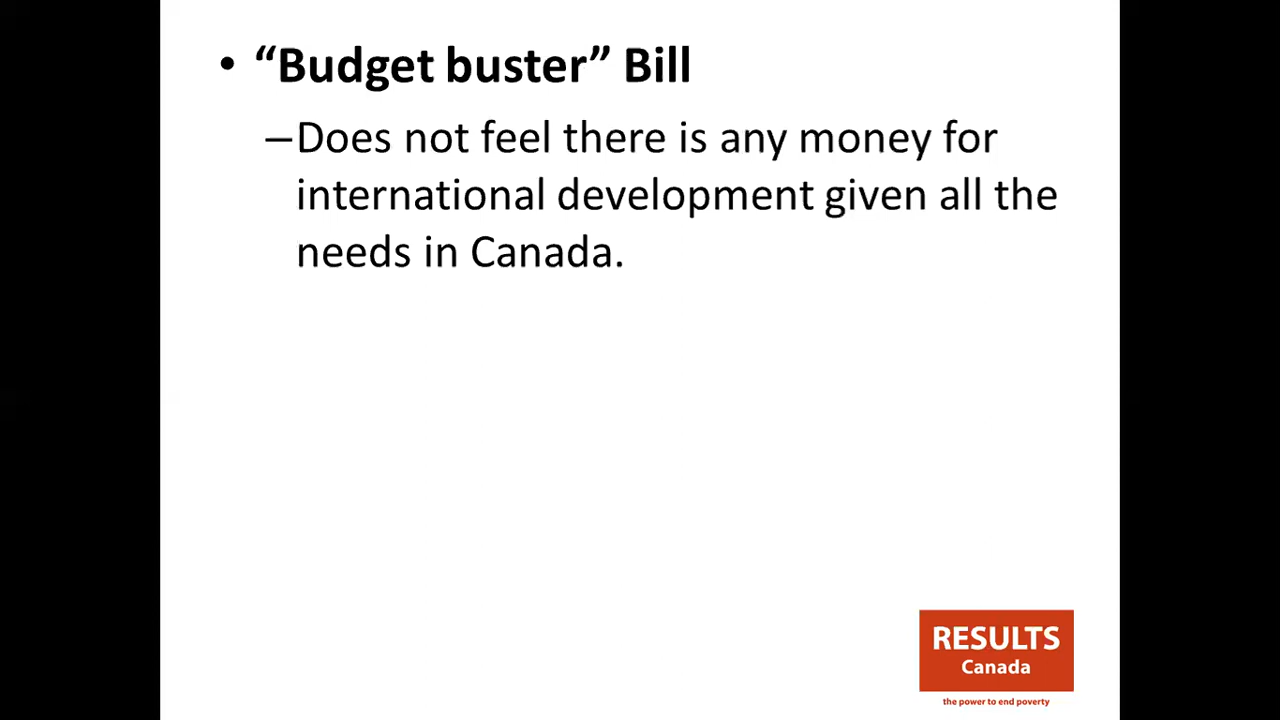 • “Budget buster” Bill
–Does not feel there is any money for
international development given all the
needs in Canada.
RESULTS
Canada
the power to end poverty